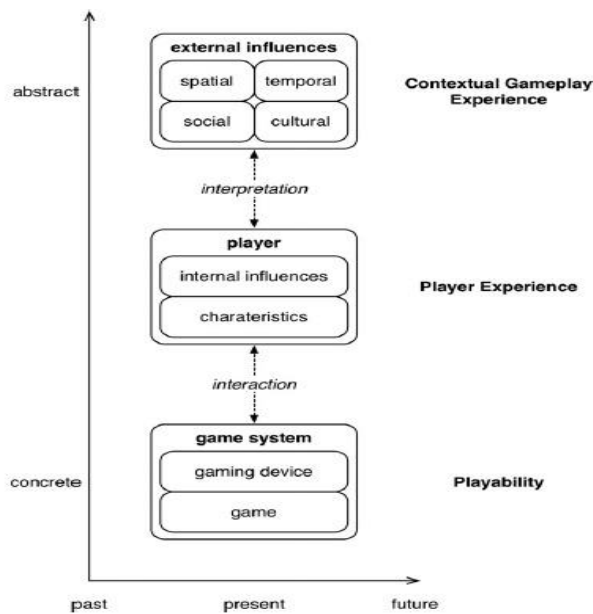 external influences
spatial temporal
abstract
Contextual Gameplay
Experience
social cultural
interpretation
player
internal influences
Player Experience
charateristics
interaction
game system
gaming device
concrete
Playability
game
past present future